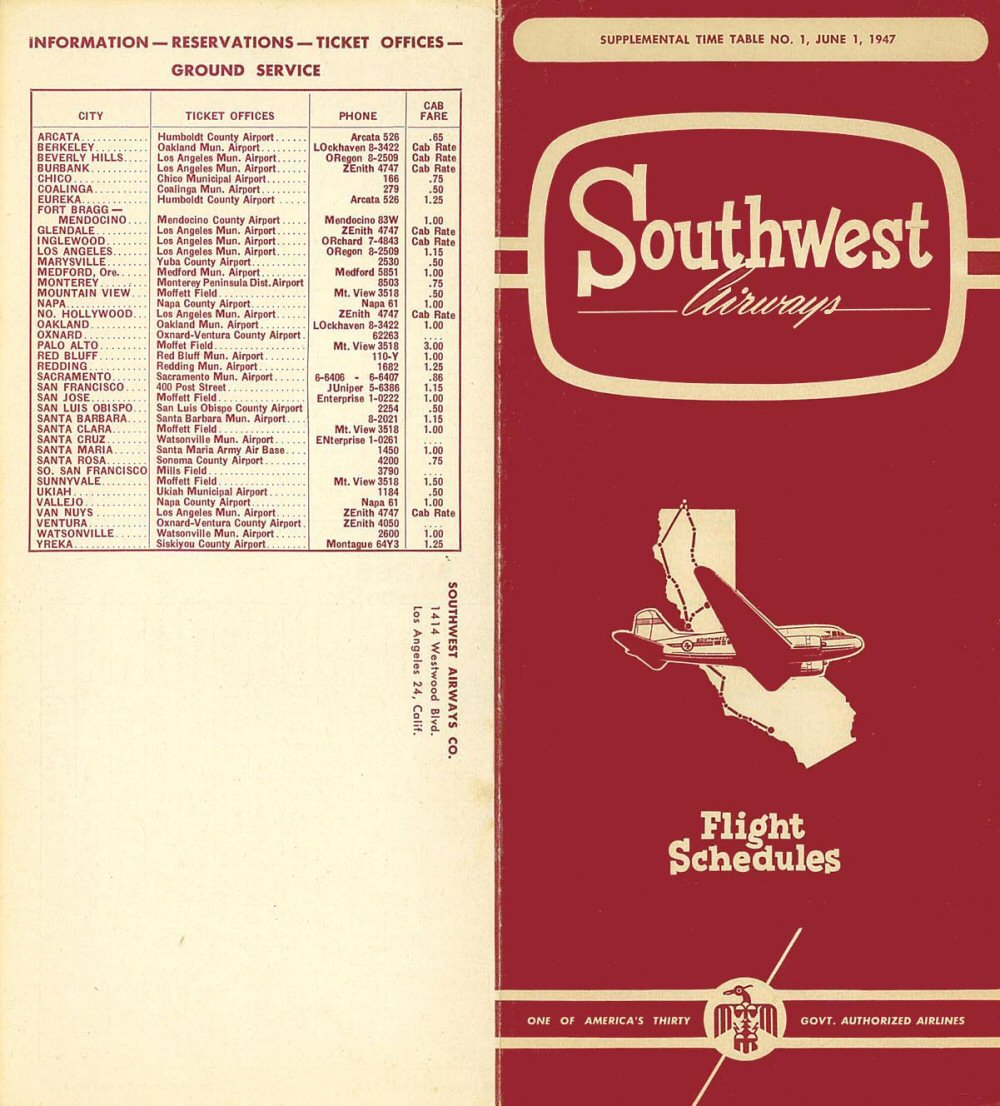 INFORMATION — RESERVATIONS — TICKET OFFICES —
GROUND SERVICE
CITY TICKET OFFICES PHONE CAB FARE
ARCATA............ Humboldt County Airport...... Arcata 526 .65
BERKELEY.......... Oakland Mun. Airport........ LOckhaven 8-3422 Cab Rate
BEVERLY HILLS..... Los Angeles Mun. Airport..... ORegon 8-2509 Cab Rate
BURBANK........... Los Angeles Mun. Airport..... ZEnith 4747 Cab Rate
CHICO............. Chico Municipal Airport...... 166 .75
COALINGA.......... Coalinga Mun. Airport........ 279 .50
EUREKA............ Humboldt County Airport ..... Arcata 526 1.25
FORT BRAGG —
MENDOCINO.... Mendocino County Airport ..... Mendocino 83W 1.00
GLENDALE.......... Los Angeles Mun. Airport..... ZEnith 4747 Cab Rate
INGLEWOOD......... Los Angeles Mun. Airport..... ORchard 7-4843 Cab Rate
LOS ANGELES....... Los Angeles Mun. Airport..... ORegon 8-2509 1.15
MARYSVILLE........ Yuba County Airport.......... 2530 .50
MEDFORD, Ore...... Medford Mun. Airport......... Medford 5851 1.00
MONTEREY.......... Monterey Peninsula Dist. Airport 8503 .75
MOUNTAIN VIEW.... Moffett Field................ Mt. View 3518 .50
NAPA.............. Napa County Airport.......... Napa 61 1.00
NO. HOLLYWOOD.... Los Angeles Mun. Airport..... ZEnith 4747 Cab Rate
OAKLAND........... Oakland Mun. Airport......... LOckhaven 8-3422 1.00
OXNARD............ Oxnard-Ventura County Airport. 62263 ....
PALO ALTO......... Moffet Field................. Mt. View 3518 3.00
RED BLUFF......... Red Bluff Mun. Airport....... 110-Y 1.00
REDDING........... Redding Mun. Airport......... 1682 1.25
SACRAMENTO........ Sacramento Mun. Airport...... 6-6406 - 6-6407 .86
SAN FRANCISCO.... 400 Post Street.............. JUniper 5-6386 1.15
SAN JOSE.......... Moffett Field................ Enterprise 1-0222 1.00
SAN LUIS OBISPO... San Luis Obispo County Airport 2254 .50
SANTA BARBARA.... Santa Barbara Mun. Airport.... 8-2021 1.15
SANTA CLARA....... Moffett Field................ Mt. View 3518 1.00
SANTA CRUZ........ Watsonville Mun. Airport..... ENterprise 1-0261 ....
SANTA MARIA....... Santa Maria Army Air Base.... 1450 1.00
SANTA ROSA........ Sonoma County Airport........ 4200 .75
SO. SAN FRANCISCO Mills Field.................. 3790 ....
SUNNYVALE......... Moffett Field................ Mt. View 3518 1.50
UKIAH............. Ukiah Municipal Airport...... 1184 .50
VALLEJO........... Napa County Airport.......... Napa 61 1.00
VAN NUYS ......... Los Angeles Mun. Airport..... ZEnith 4747 Cab Rate
VENTURA........... Oxnard-Ventura County Airport. ZEnith 4050 ....
WATSONVILLE....... Watsonville Mun. Airport..... 2600 1.00
YREKA............. Siskiyou County Airport...... Montague 64Y3 1.25
SOUTHWEST AIRWAYS CO.
1414 Westwood Blvd.
Los Angeles 24, Calif.
SUPPLEMENTAL TIME TABLE NO. 1, JUNE 1, 1947
Southwest
Airways
SOUTHWEST
Flight
Schedules
ONE OF AMERICA'S THIRTY GOVT. AUTHORIZED AIRLINES